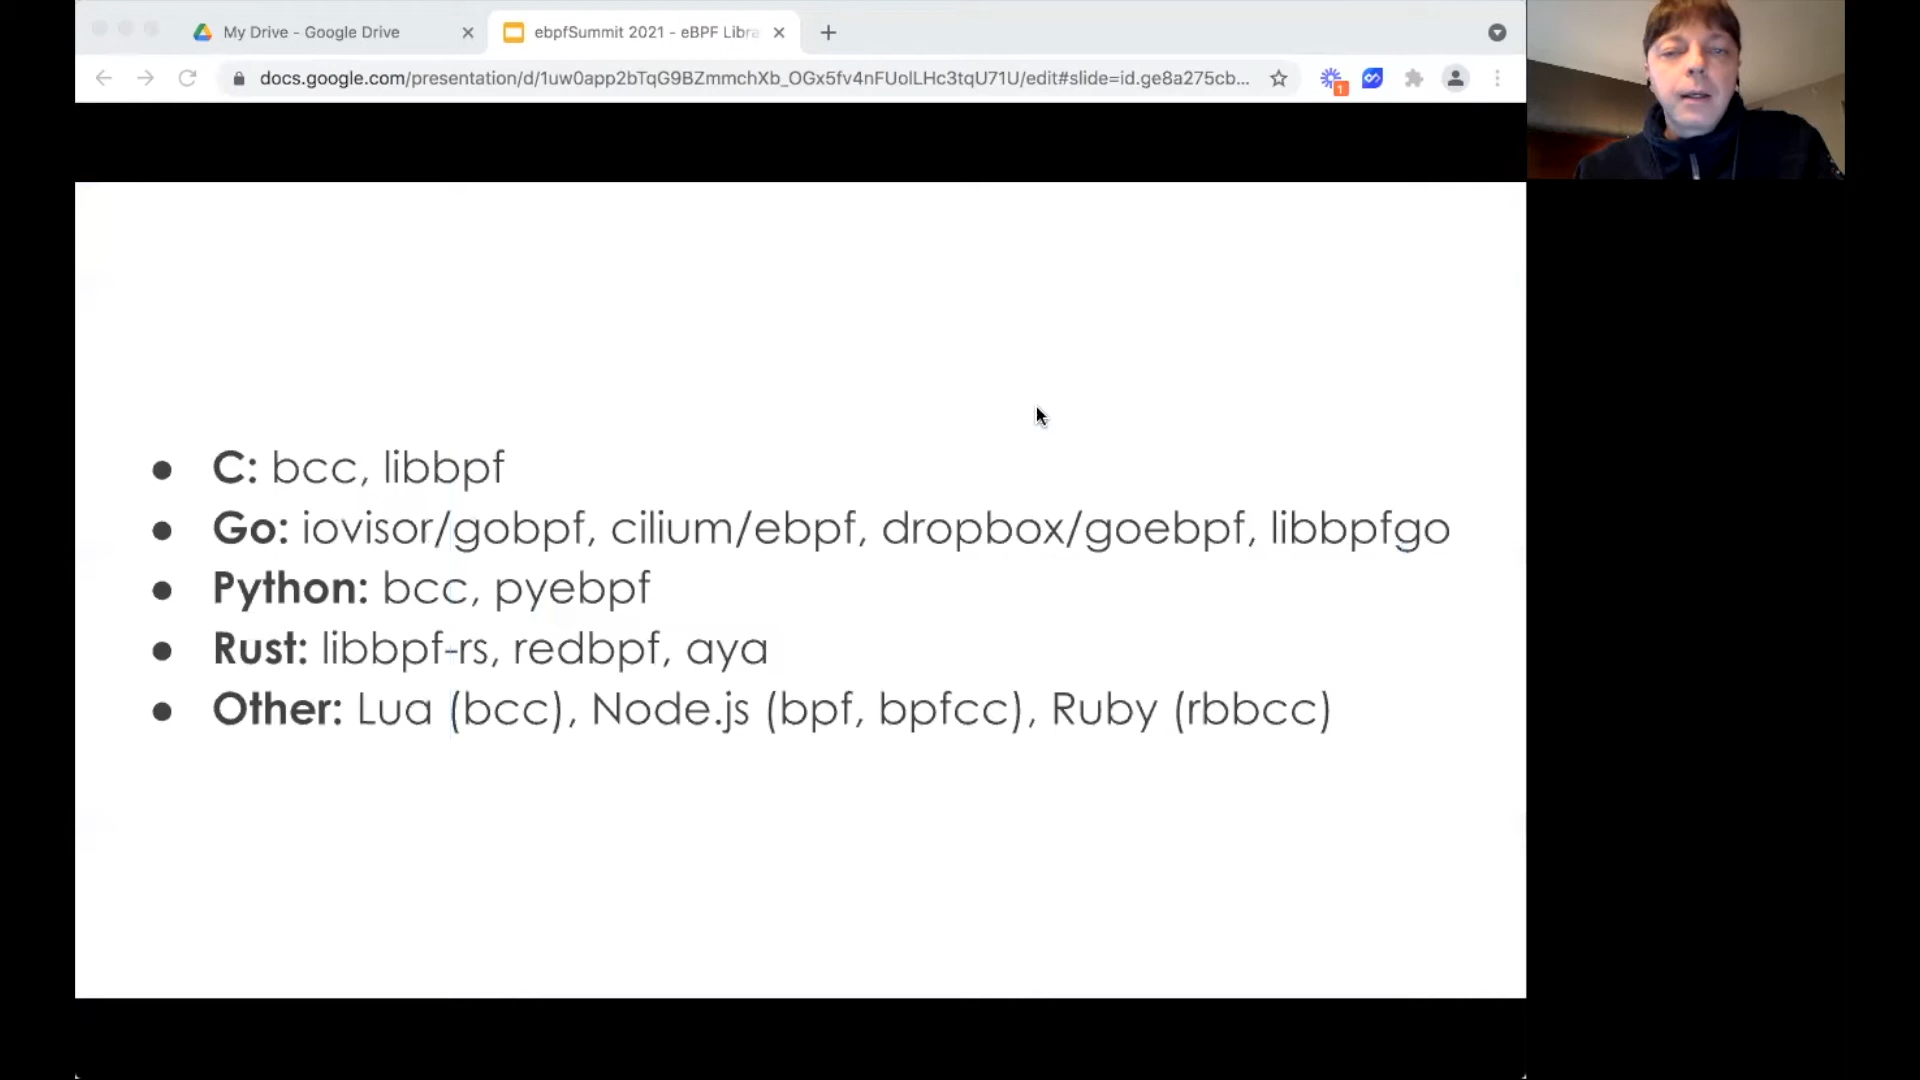 My Drive - Google Drive
ebpfSummit 2021 - eBPF Libra
docs.google.com/presentation/d/1uw0app2bTqG9BZmmchXb_OGx5fv4nFUolLHc3tqU71U/edit#slide=id.ge8a275cb...
1
C: bcc, libbpf
Go: iovisor/gobpf, cilium/ebpf, dropbox/goebpf, libbpfgo
Python: bcc, pyebpf
Rust: libbpf-rs, redbpf, aya
Other: Lua (bcc), Node.js (bpf, bpfcc), Ruby (rbbcc)